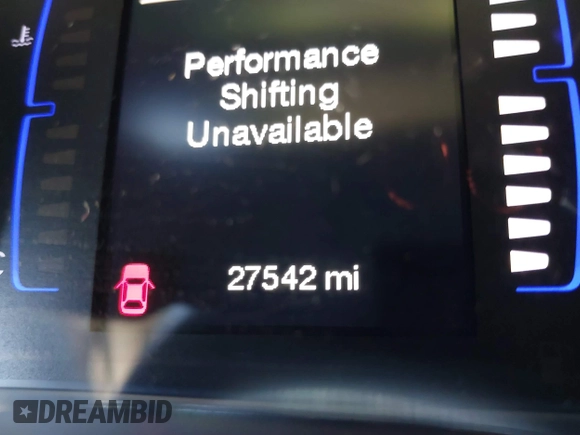 Performance
Shifting
Unavailable
27542 mi
DREAMBID